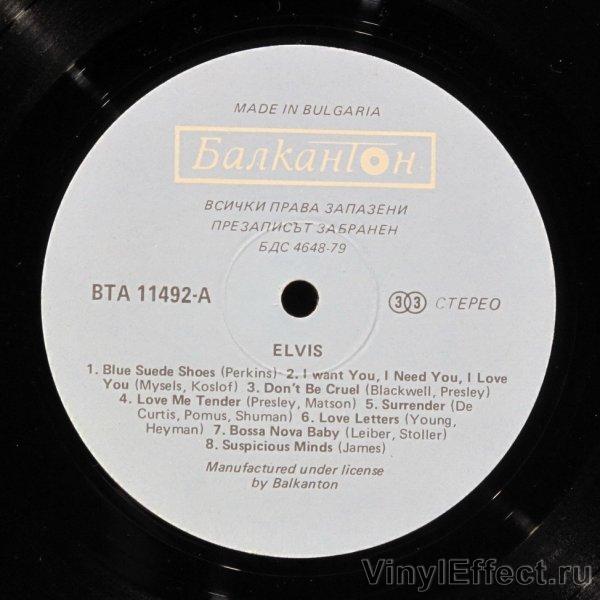 MADE IN BULGARIA
БалканТон
ВСИЧКИ ПРАВА ЗАПАЗЕНИ
ПРЕЗАПИСЪТ ЗАБРАНЕН
БДС 4648-79
ВТА 11492-А
33 СТЕРЕО
ELVIS
1. Blue Suede Shoes (Perkins) 2. I want You, I Need You, I Love
You (Mysels, Koslof) 3. Don't Be Cruel (Blackwell, Presley)
4. Love Me Tender (Presley, Matson) 5. Surrender (De
Curtis, Pomus, Shuman) 6. Love Letters (Young,
Heyman) 7. Bossa Nova Baby (Leiber, Stoller)
8. Suspicious Minds (James)
Manufactured under license
by Balkanton
VinylEffect.ru